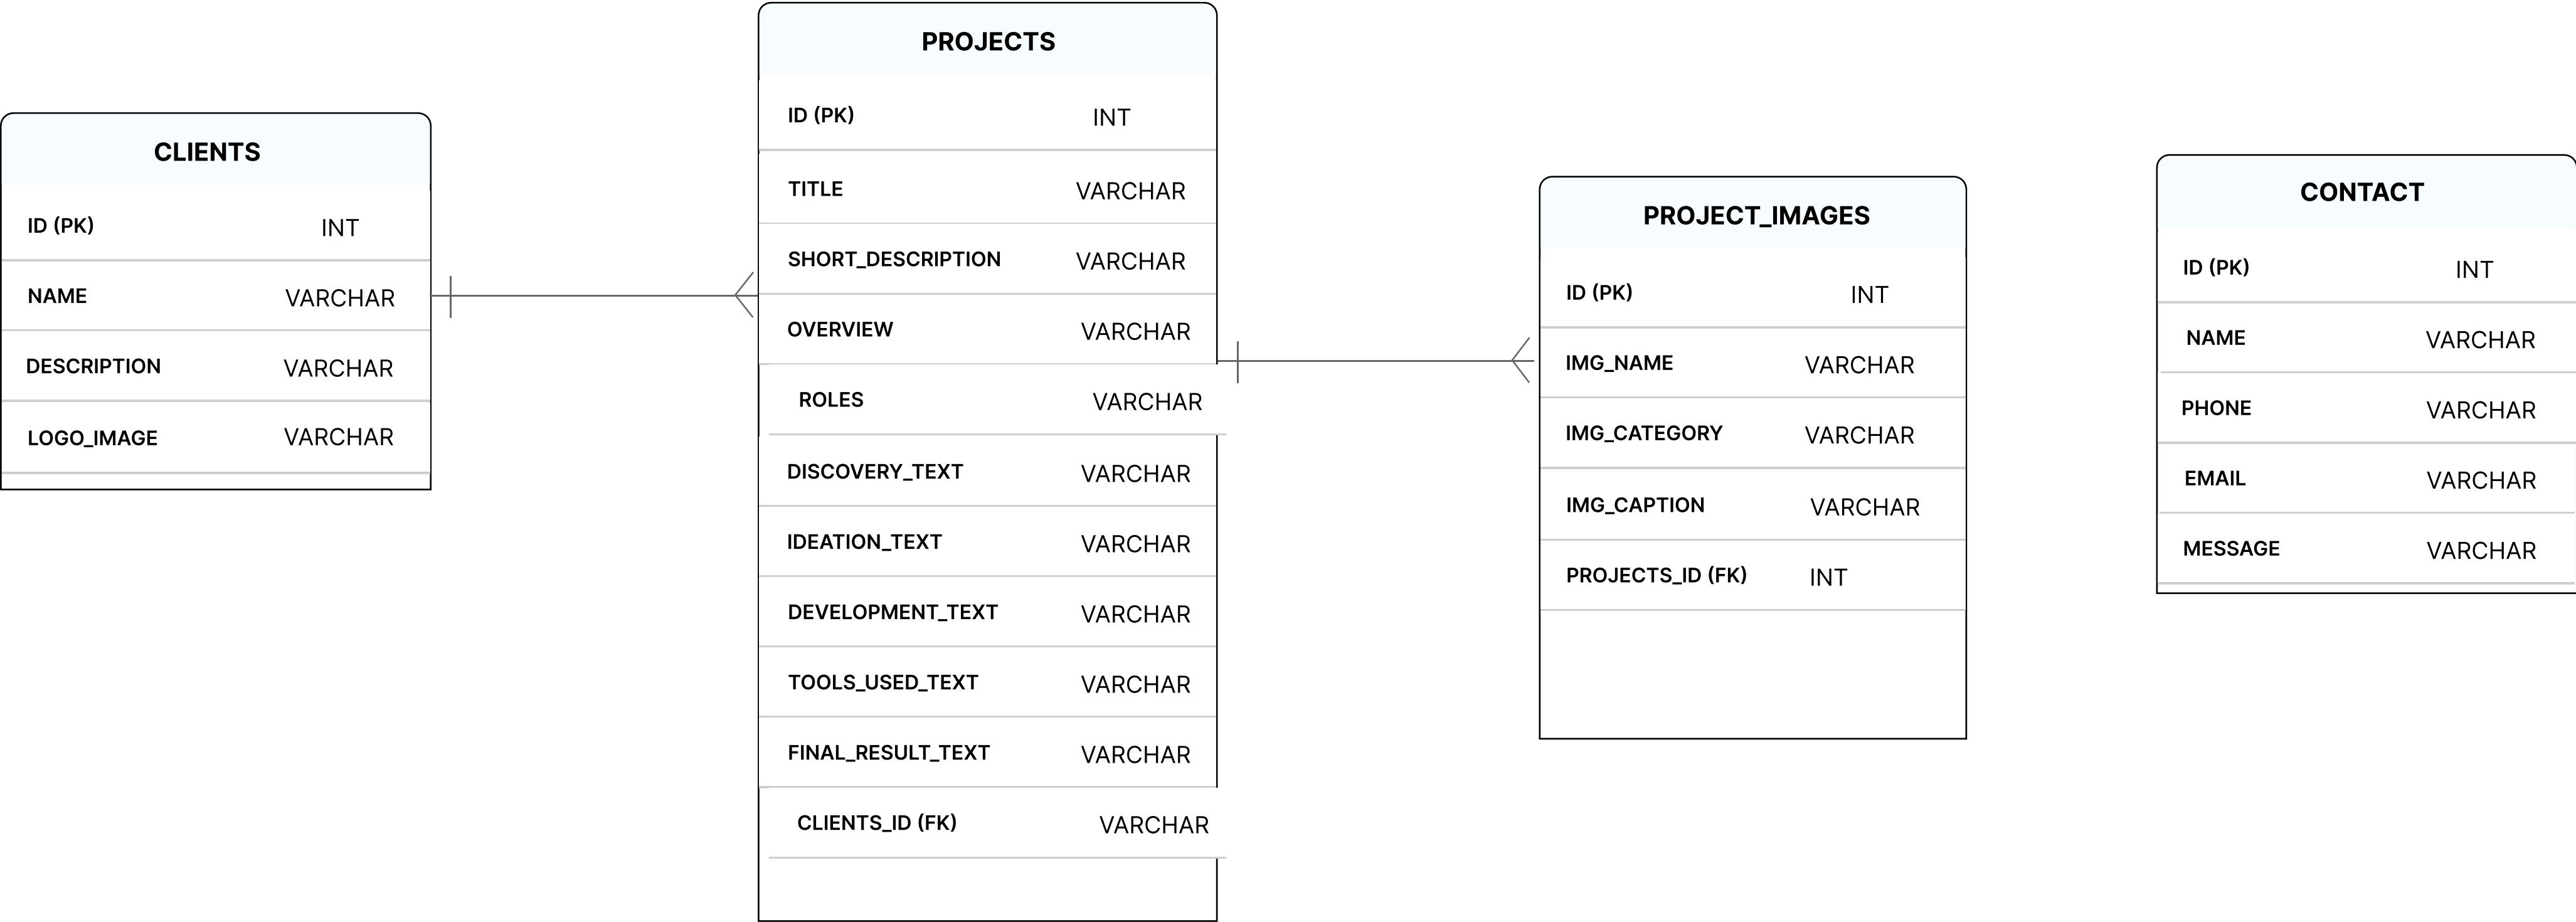 CLIENTS
ID (PK) INT
NAME VARCHAR
DESCRIPTION VARCHAR
LOGO_IMAGE VARCHAR
PROJECTS
ID (PK) INT
TITLE VARCHAR
SHORT_DESCRIPTION VARCHAR
OVERVIEW VARCHAR
ROLES VARCHAR
DISCOVERY_TEXT VARCHAR
IDEATION_TEXT VARCHAR
DEVELOPMENT_TEXT VARCHAR
TOOLS_USED_TEXT VARCHAR
FINAL_RESULT_TEXT VARCHAR
CLIENTS_ID (FK) VARCHAR
PROJECT_IMAGES
ID (PK) INT
IMG_NAME VARCHAR
IMG_CATEGORY VARCHAR
IMG_CAPTION VARCHAR
PROJECTS_ID (FK) INT
CONTACT
ID (PK) INT
NAME VARCHAR
PHONE VARCHAR
EMAIL VARCHAR
MESSAGE VARCHAR